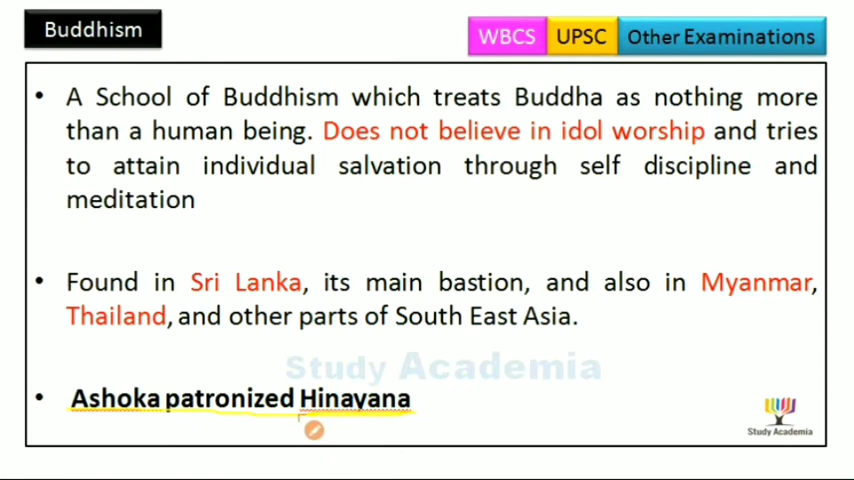 Buddhism
WBCS UPSC Other Examinations
• A School of Buddhism which treats Buddha as nothing more
than a human being. Does not believe in idol worship and tries
to attain individual salvation through self discipline and
meditation
• Found in Sri Lanka, its main bastion, and also in Myanmar,
Thailand, and other parts of South East Asia.
Study Academia
• Ashoka patronized Hinayana
Study Academia